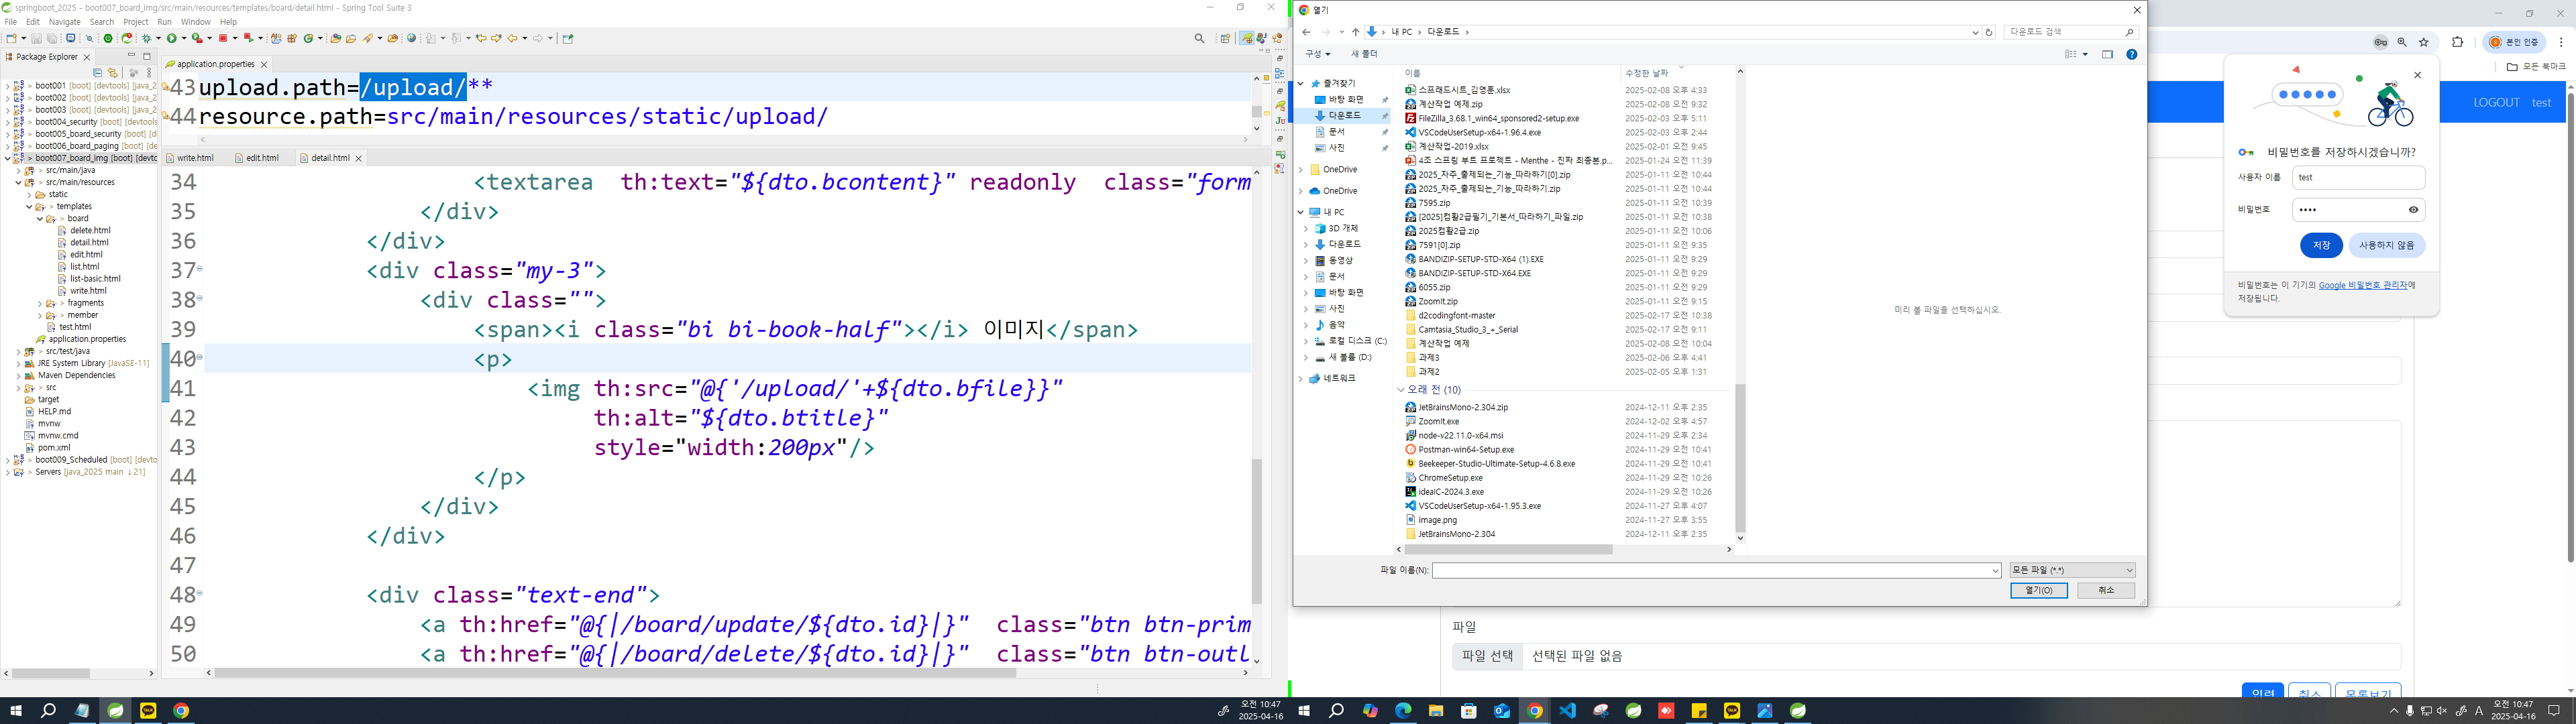 springboot_2025 - boot007_board_img/src/main/resources/templates/board/detail.html - Spring Tool Suite 3
File Edit Navigate Search Project Run Window Help
Package Explorer
> boot001 [boot] [devtools] [java_2
> boot002 [boot] [devtools] [java_2
> boot003 [boot] [devtools] [java_2
> boot004_security [boot] [devtools
> boot005_board_security [boot] [de
> boot006_board_paging [boot] [de
> boot007_board_img [boot] [devto
> src/main/java
> src/main/resources
static
> templates
> board
delete.html
detail.html
edit.html
list.html
list-basic.html
write.html
> fragments
> member
test.html
application.properties
> src/test/java
JRE System Library [JavaSE-11]
Maven Dependencies
> src
target
HELP.md
mvnw
mvnw.cmd
pom.xml
> boot009_Scheduled [boot] [devto
> Servers [java_2025 main ↓21]
application.properties
43 upload.path=/upload/**
44 resource.path=src/main/resources/static/upload/
write.html edit.html detail.html
34 <textarea th:text="${dto.bcontent}" readonly class="form
35 </div>
36 </div>
37 <div class="my-3">
38 <div class="">
39 <span><i class="bi bi-book-half"></i> 이미지</span>
40 <p>
41 <img th:src="@{'/upload/'+${dto.bfile}}"
42 th:alt="${dto.btitle}"
43 style="width:200px"/>
44 </p>
45 </div>
46 </div>
47
48 <div class="text-end">
49 <a th:href="@{|/board/update/${dto.id}|}" class="btn btn-prim
50 <a th:href="@{|/board/delete/${dto.id}|}" class="btn btn-outl
오전 10:47
2025-04-16
열기
내 PC > 다운로드 >
다운로드 검색
구성 새 폴더
즐겨찾기
바탕 화면
다운로드
문서
사진
OneDrive
OneDrive
내 PC
3D 개체
다운로드
동영상
문서
바탕 화면
사진
음악
로컬 디스크 (C:)
새 볼륨 (D:)
네트워크
이름 수정한 날짜
스프래드시트_김영훈.xlsx 2025-02-08 오후 4:33
계산작업 예제.zip 2025-02-08 오전 9:32
FileZilla_3.68.1_win64_sponsored2-setup.exe 2025-02-03 오후 5:11
VSCodeUserSetup-x64-1.96.4.exe 2025-02-03 오후 2:44
계산작업-2019.xlsx 2025-02-01 오전 9:45
4조 스프링 부트 프로젝트 - Menthe - 진짜 최종본.p... 2025-01-24 오전 11:39
2025_자주_출제되는_기능_따라하기[0].zip 2025-01-11 오전 10:44
2025_자주_출제되는_기능_따라하기.zip 2025-01-11 오전 10:44
7595.zip 2025-01-11 오전 10:39
[2025]컴활2급필기_기본서_따라하기_파일.zip 2025-01-11 오전 10:38
2025컴활2급.zip 2025-01-11 오전 10:06
7591[0].zip 2025-01-11 오전 9:35
BANDIZIP-SETUP-STD-X64 (1).EXE 2025-01-11 오전 9:29
BANDIZIP-SETUP-STD-X64.EXE 2025-01-11 오전 9:29
6055.zip 2025-01-11 오전 9:29
ZoomIt.zip 2025-01-11 오전 9:15
d2codingfont-master 2025-02-17 오전 10:38
Camtasia_Studio_3_+_Serial 2025-02-17 오전 9:11
계산작업 예제 2025-02-08 오전 10:04
과제3 2025-02-06 오후 4:41
과제2 2025-02-05 오후 1:31
오래 전 (10)
JetBrainsMono-2.304.zip 2024-12-11 오후 2:35
ZoomIt.exe 2024-12-02 오후 4:57
node-v22.11.0-x64.msi 2024-11-29 오후 2:34
Postman-win64-Setup.exe 2024-11-29 오전 10:41
Beekeeper-Studio-Ultimate-Setup-4.6.8.exe 2024-11-29 오전 10:41
ChromeSetup.exe 2024-11-29 오전 10:26
ideaIC-2024.3.exe 2024-11-29 오전 10:26
VSCodeUserSetup-x64-1.95.3.exe 2024-11-27 오후 4:07
image.png 2024-11-27 오후 3:55
JetBrainsMono-2.304 2024-12-11 오후 2:35
미리 볼 파일을 선택하십시오.
파일 이름(N):
모든 파일 (*.*)
열기(O) 취소
본인 인증
모든 북마크
LOGOUT test
비밀번호를 저장하시겠습니까?
사용자 이름 test
비밀번호 ••••
저장 사용하지 않음
비밀번호는 이 기기의 Google 비밀번호 관리자에
저장됩니다.
파일
파일 선택 선택된 파일 없음
입력 취소 목록보기
A 오전 10:47
2025-04-16